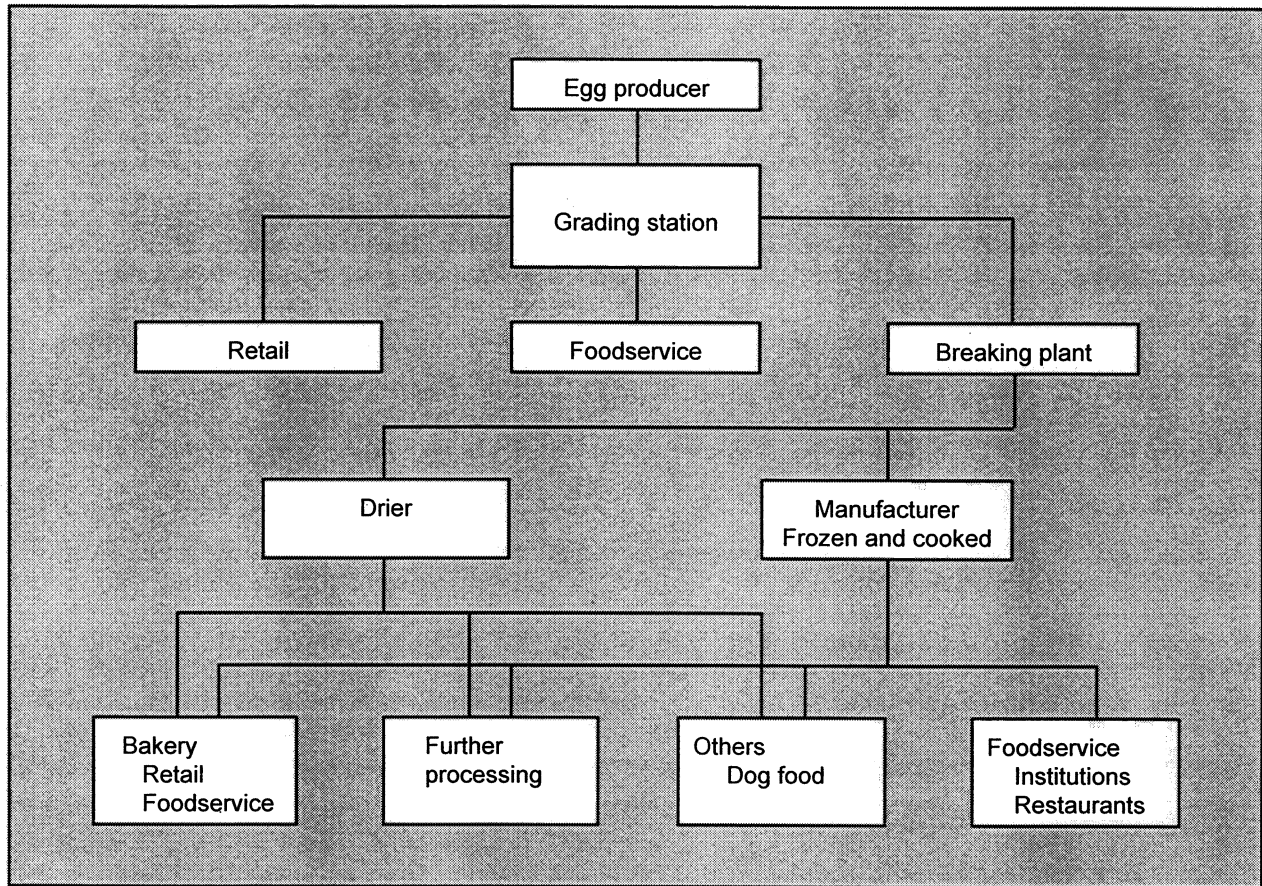 Egg producer
Grading station
Retail
Foodservice
Breaking plant
Drier
Manufacturer
Frozen and cooked
Bakery
Retail
Foodservice
Further
processing
Others
Dog food
Foodservice
Institutions
Restaurants